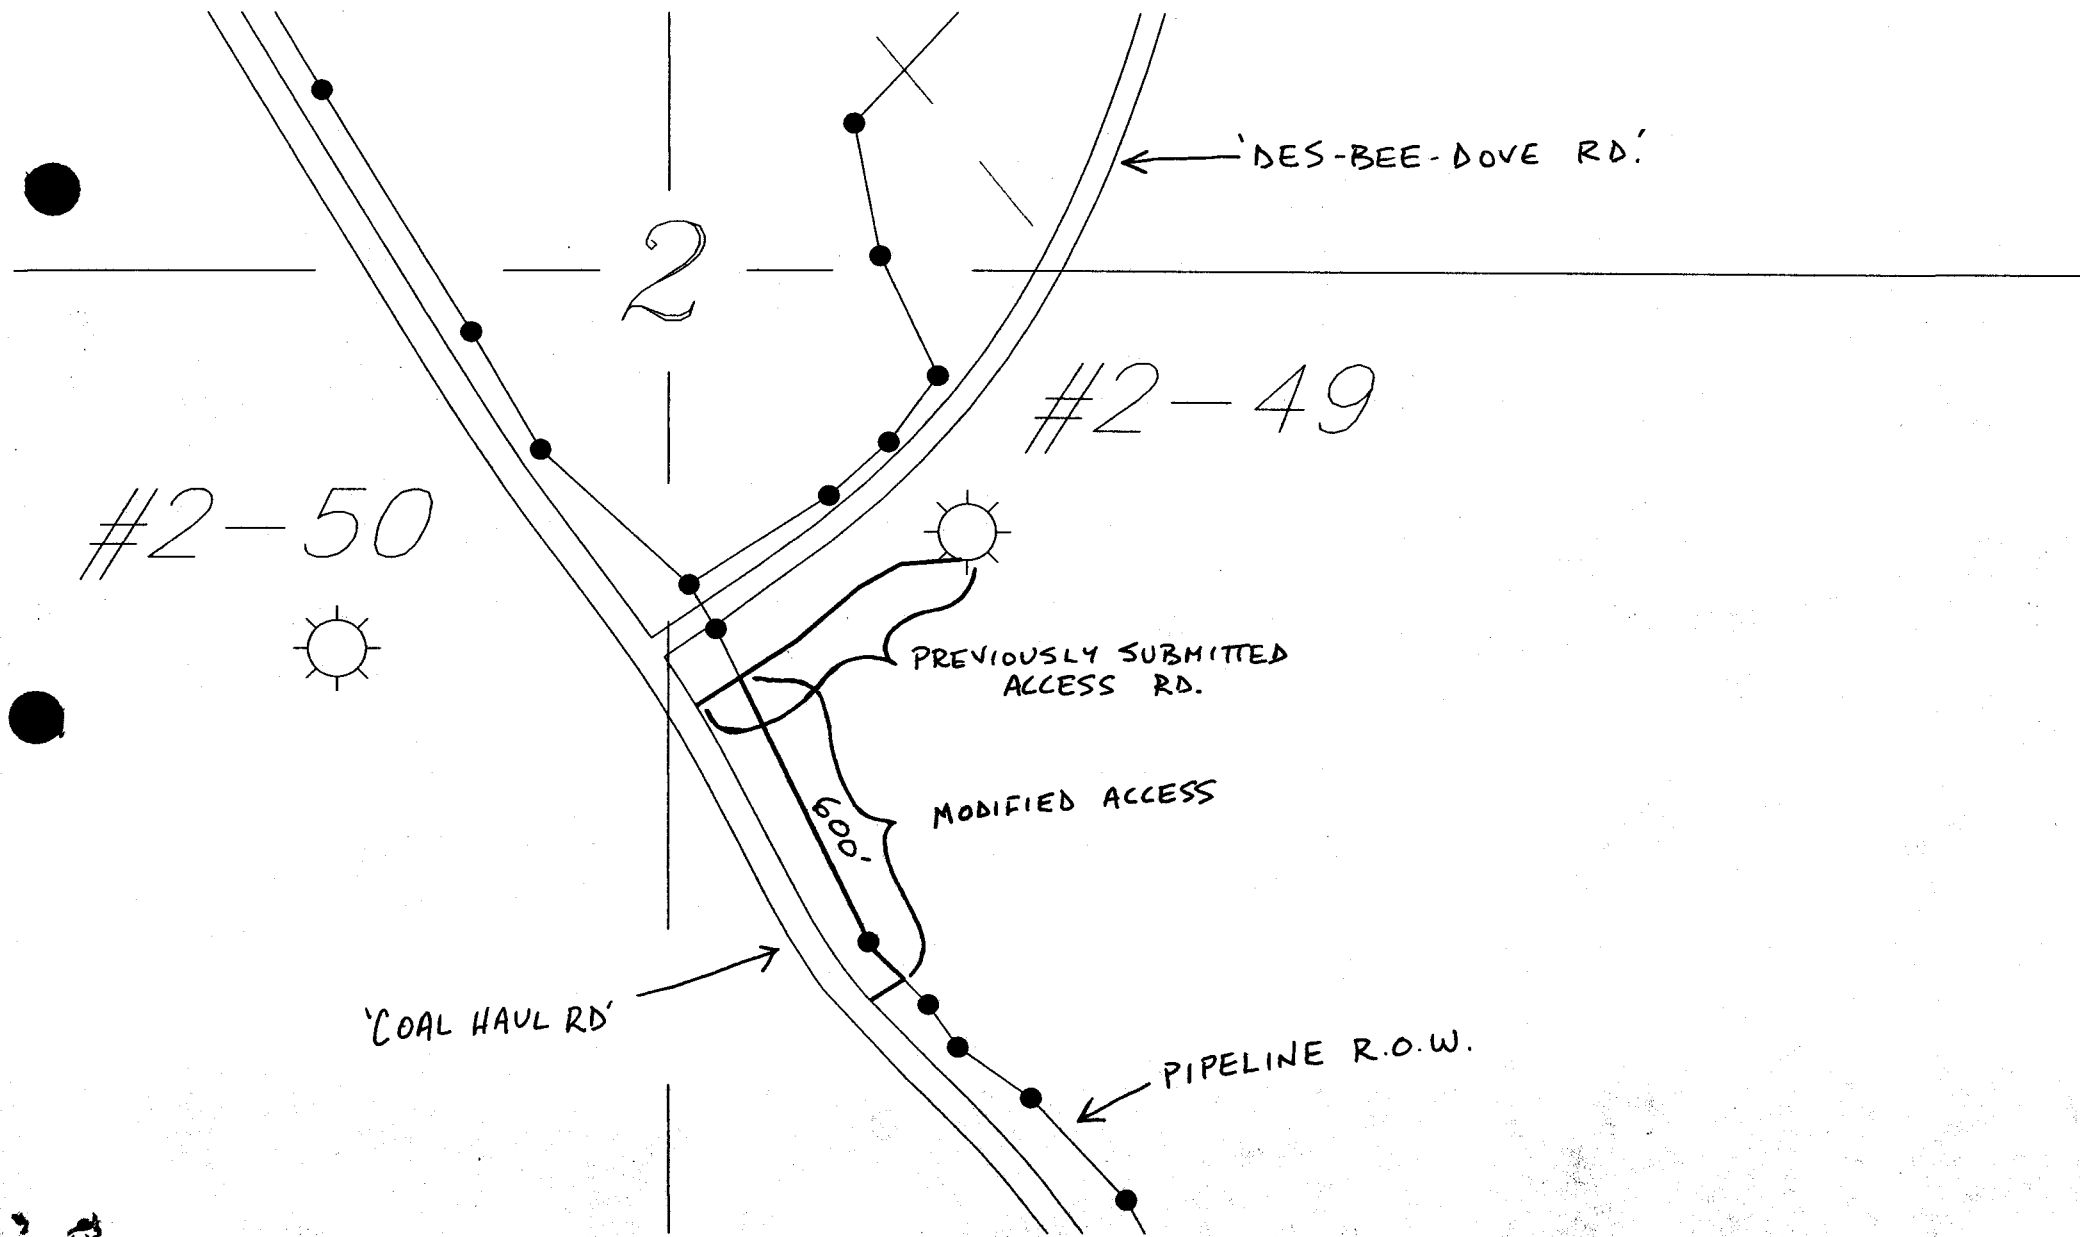 'DES-BEE-DOVE RD.'
2
#2-49
#2-50
PREVIOUSLY SUBMITTED
ACCESS RD.
600'
MODIFIED ACCESS
'COAL HAUL RD'
PIPELINE R.O.W.